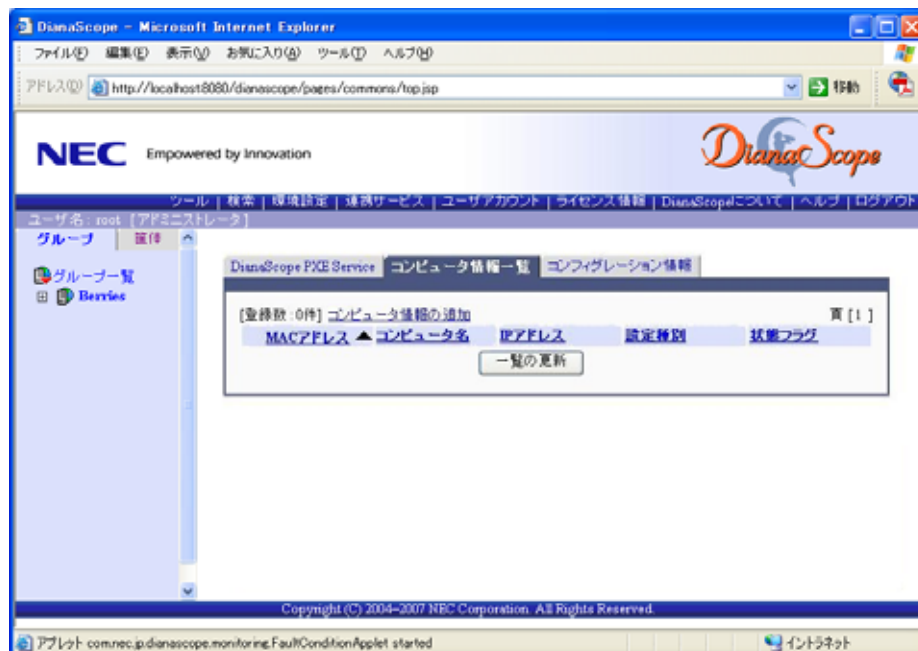 DianaScope - Microsoft Internet Explorer
ファイル(F) 編集(E) 表示(V) お気に入り(A) ツール(T) ヘルプ(H)
アドレス(D) http://localhost:8080/dianascope/pages/commons/top.jsp 移動
NEC Empowered by Innovation DianaScope
ツール | 検索 | 環境設定 | 連携サービス | ユーザアカウント | ライセンス情報 | DianaScopeについて | ヘルプ | ログアウト
ユーザ名 : root [アドミニストレータ]
グループ 筐体
DianaScope PXE Service コンピュータ情報一覧 コンフィグレーション情報
グループ一覧
Berries
[登録数 : 0件] コンピュータ情報の追加 頁 [1 ]
MACアドレス ▲ コンピュータ名 IPアドレス 設定種別 状態フラグ
一覧の更新
Copyright (C) 2004-2007 NEC Corporation. All Rights Reserved.
アプレット com.nec.jp.dianascope.monitoring.FaultConditionApplet started イントラネット